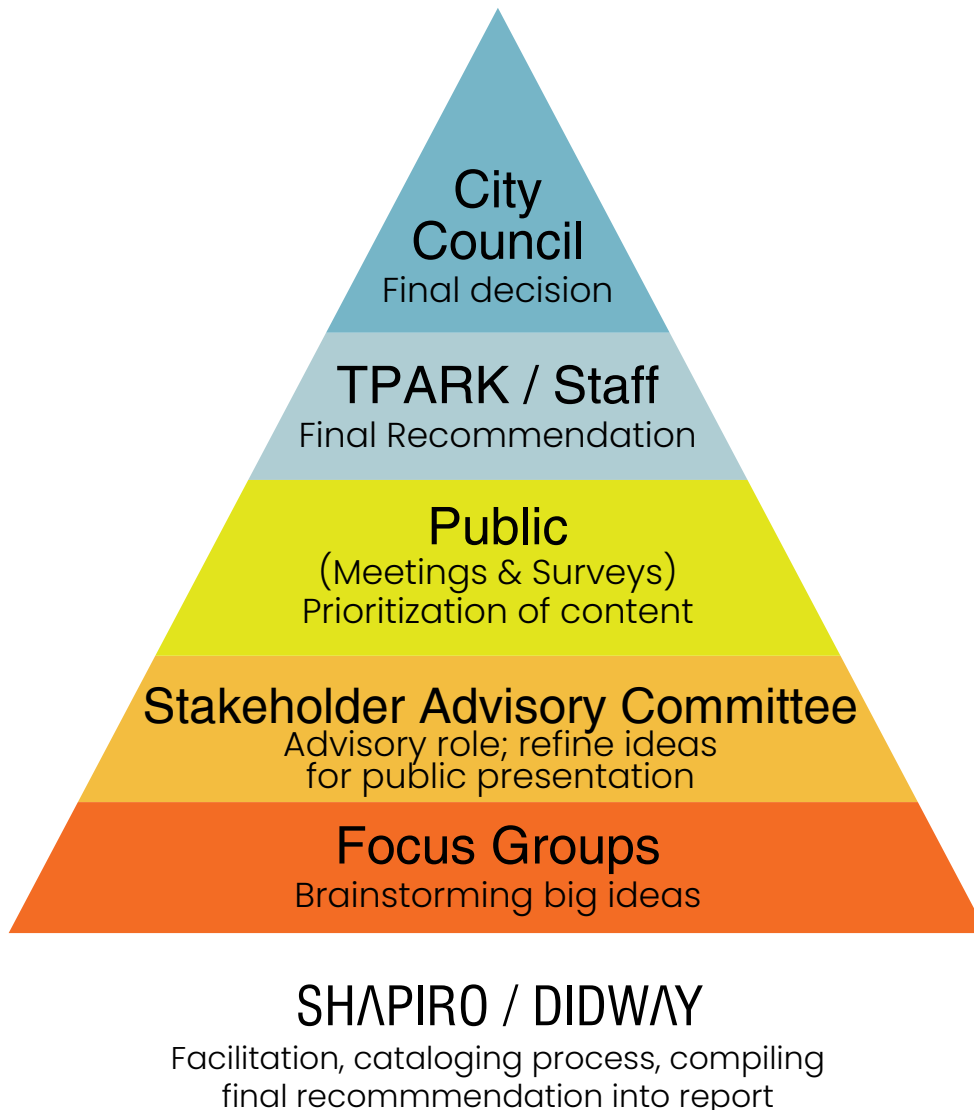 City
Council
Final decision
TPARK / Staff
Final Recommendation
Public
(Meetings & Surveys)
Prioritization of content
Stakeholder Advisory Committee
Advisory role; refine ideas
for public presentation
Focus Groups
Brainstorming big ideas
SHAPIRO / DIDWAY
Facilitation, cataloging process, compiling
final recommmendation into report